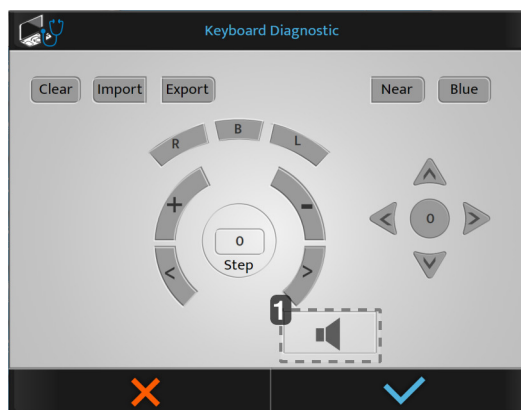 Keyboard Diagnostic
Clear Import Export Near Blue
R B L
+ -
0 0
Step
< >
1